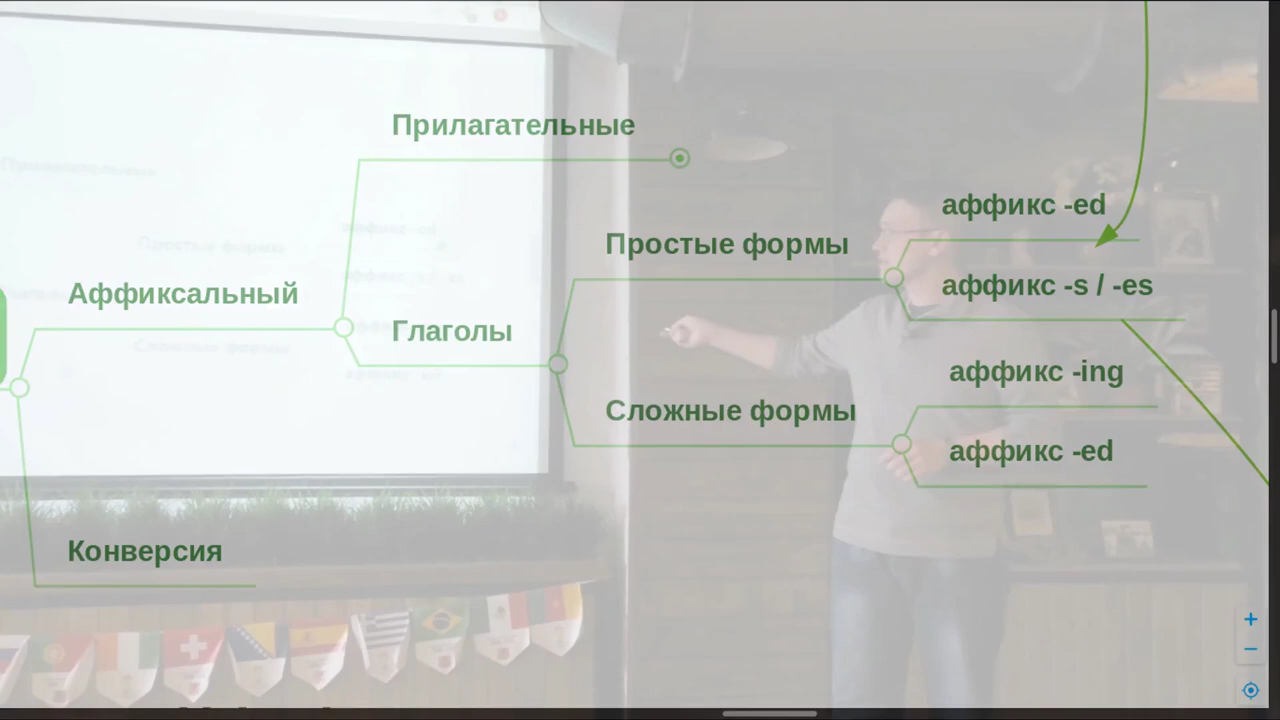 Прилагательные
аффикс -ed
Простые формы
аффикс -s / -es
Аффиксальный
Глаголы
аффикс -ing
Сложные формы
аффикс -ed
Конверсия